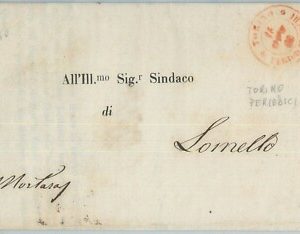 All'Ill.mo Sig.r Sindaco
di
TORINO
PERIODICI
Lomello
Mortara